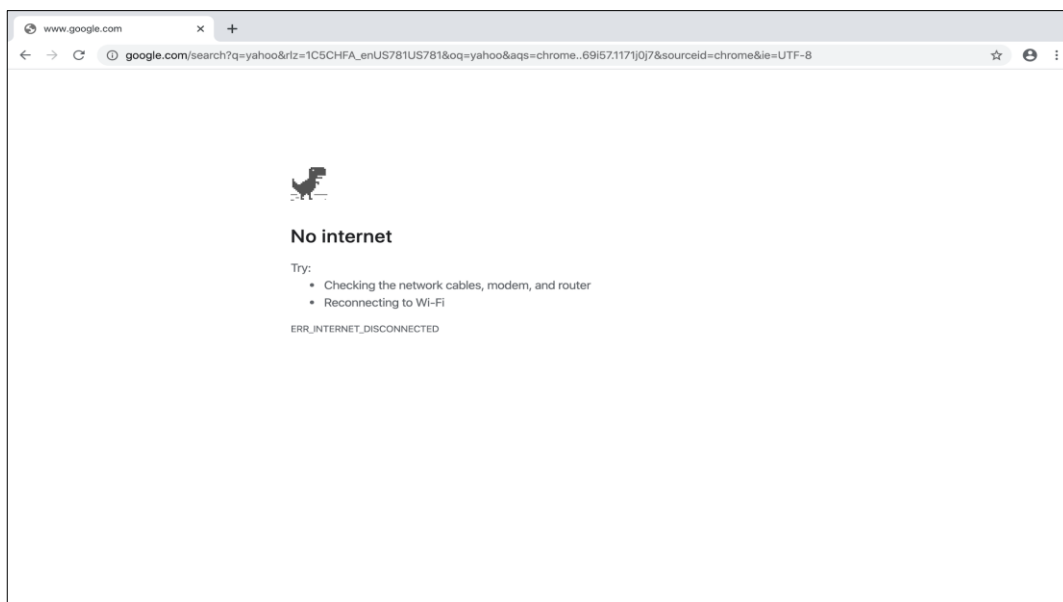 www.google.com
google.com/search?q=yahoo&rlz=1C5CHFA_enUS781US781&oq=yahoo&aqs=chrome..69i57.1171j0j7&sourceid=chrome&ie=UTF-8
No internet
Try:
• Checking the network cables, modem, and router
• Reconnecting to Wi-Fi
ERR_INTERNET_DISCONNECTED